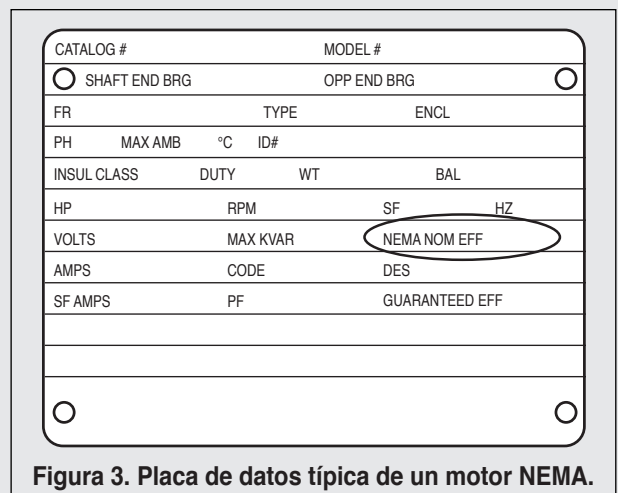 CATALOG # MODEL #
SHAFT END BRG OPP END BRG
FR TYPE ENCL
PH MAX AMB °C ID#
INSUL CLASS DUTY WT BAL
HP RPM SF HZ
VOLTS MAX KVAR NEMA NOM EFF
AMPS CODE DES
SF AMPS PF GUARANTEED EFF
Figura 3. Placa de datos típica de un motor NEMA.